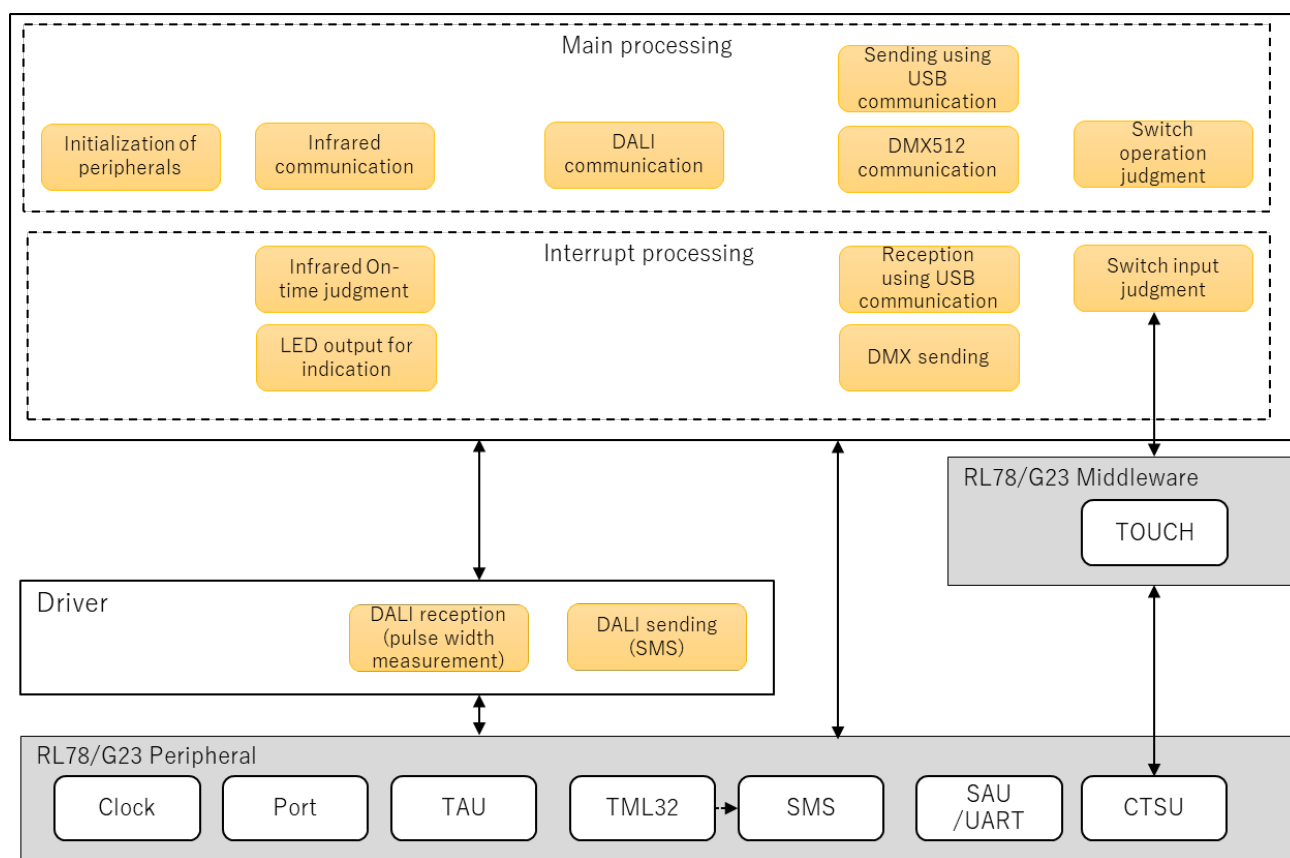 Main processing
Sending using
USB
communication
Initialization of
peripherals
Infrared
communication
DALI
communication
DMX512
communication
Switch
operation
judgment
Interrupt processing
Infrared On-
time judgment
Reception
using USB
communication
Switch input
judgment
LED output for
indication
DMX sending
RL78/G23 Middleware
TOUCH
Driver
DALI reception
(pulse width
measurement)
DALI sending
(SMS)
RL78/G23 Peripheral
Clock
Port
TAU
TML32
SMS
SAU
/UART
CTSU